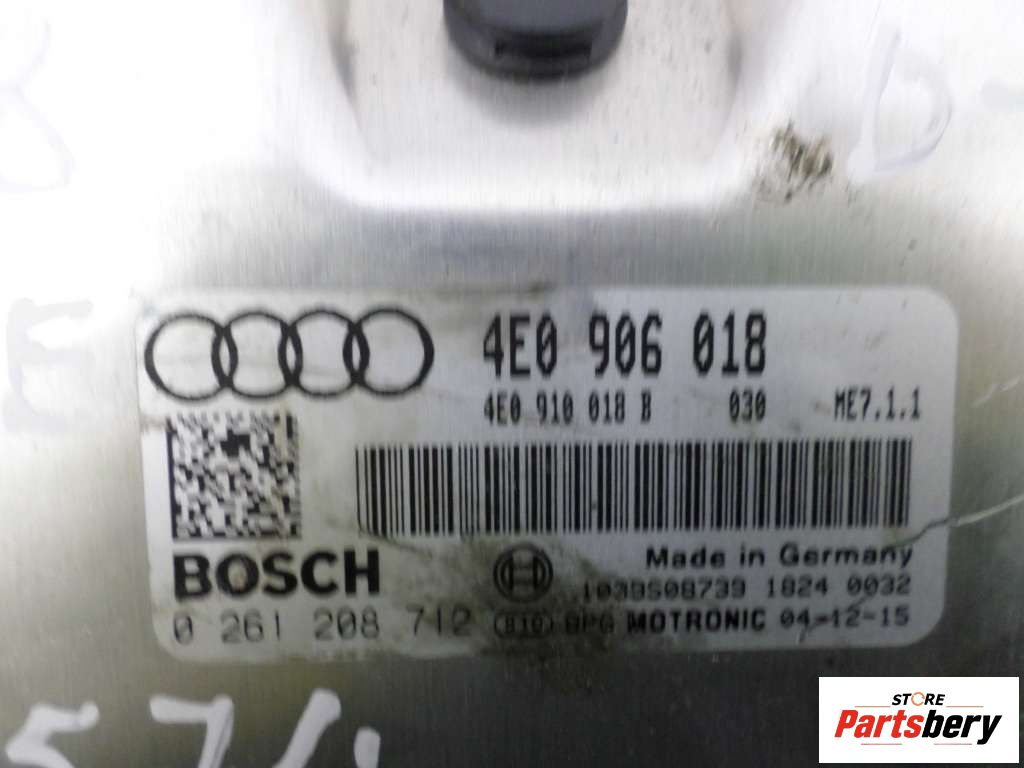 8
D
E
4E0 906 018
4E0 910 018 B 030 ME7.1.1
BOSCH
Made in Germany
1039S08739 1824 0032
0 261 208 712 MOTRONIC 04-12-15
STORE
Partsbery